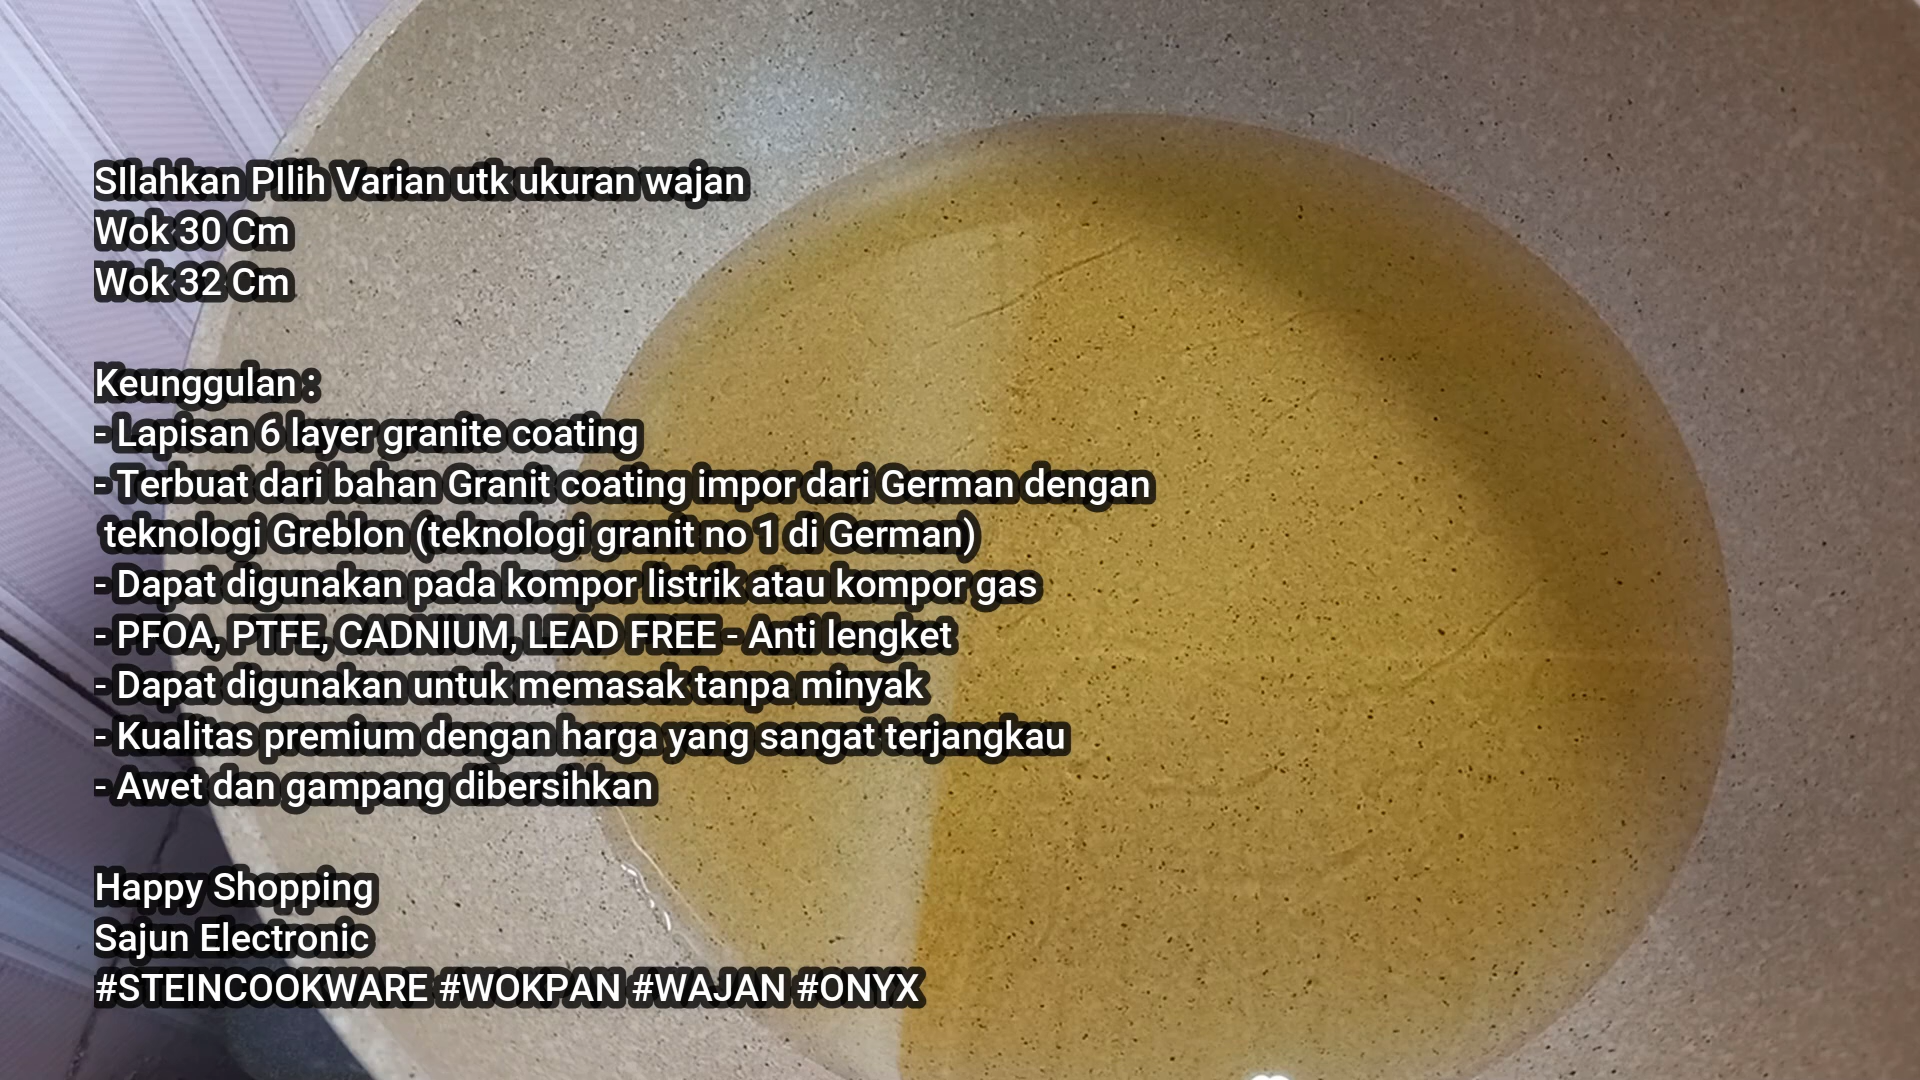 SIlahkan PIlih Varian utk ukuran wajan
Wok 30 Cm
Wok 32 Cm
Keunggulan :
- Lapisan 6 layer granite coating
- Terbuat dari bahan Granit coating impor dari German dengan
teknologi Greblon (teknologi granit no 1 di German)
- Dapat digunakan pada kompor listrik atau kompor gas
- PFOA, PTFE, CADNIUM, LEAD FREE - Anti lengket
- Dapat digunakan untuk memasak tanpa minyak
- Kualitas premium dengan harga yang sangat terjangkau
- Awet dan gampang dibersihkan
Happy Shopping
Sajun Electronic
#STEINCOOKWARE #WOKPAN #WAJAN #ONYX